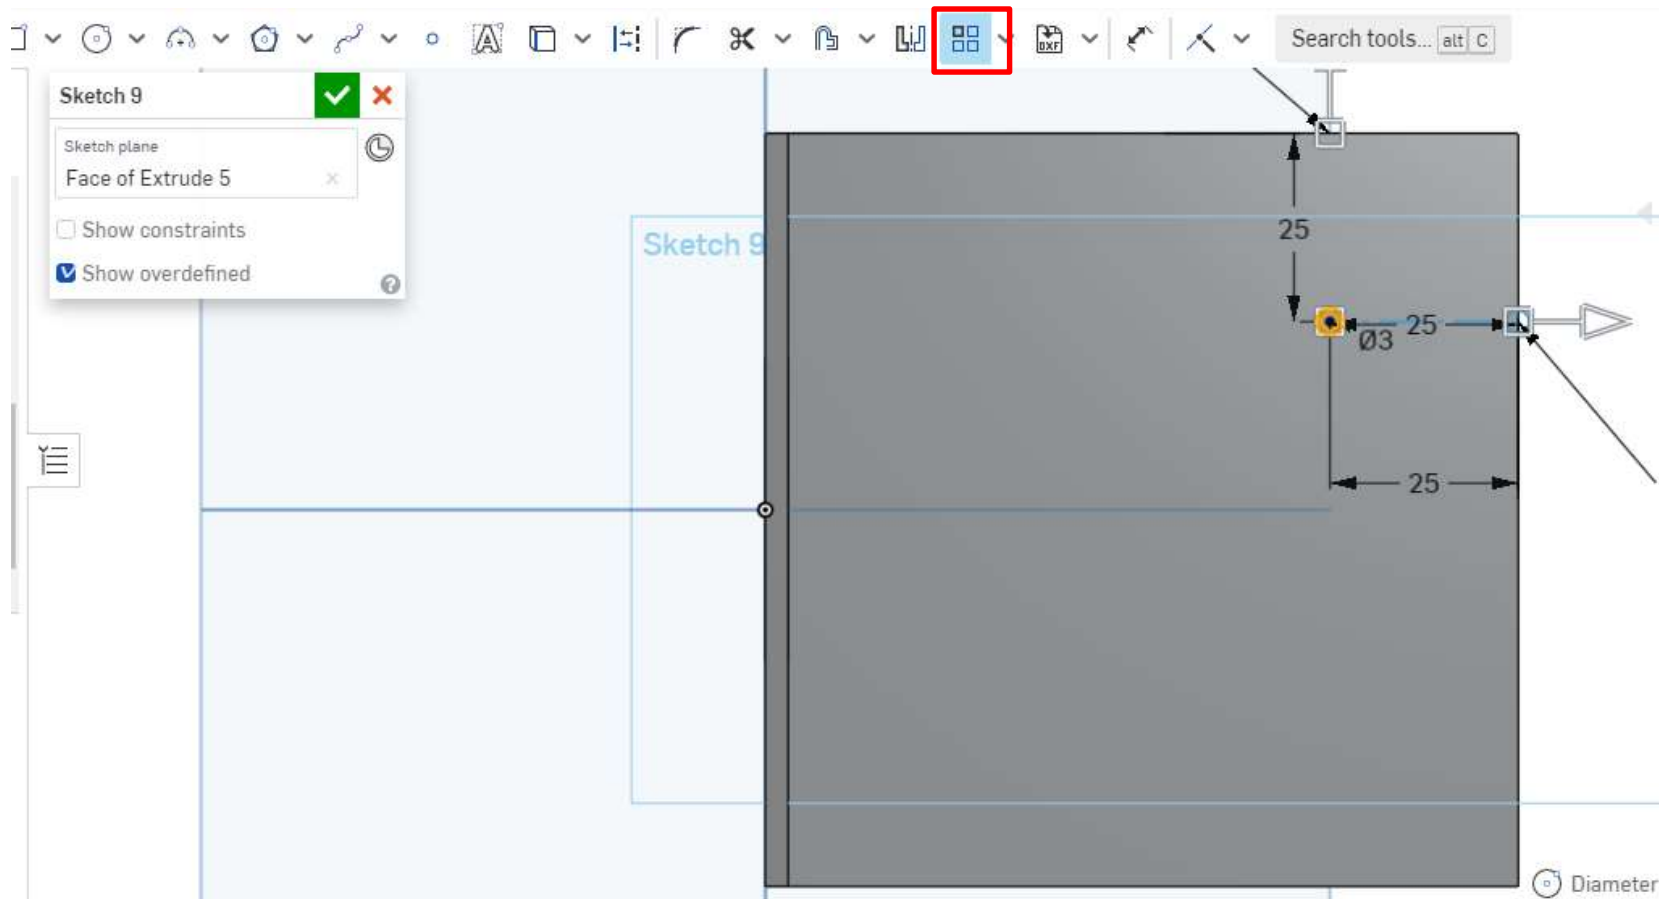 DXF
Search tools... alt C
Sketch 9
Sketch plane
Face of Extrude 5
Show constraints
Show overdefined
Sketch 9
25
25
Ø3
25
Diameter